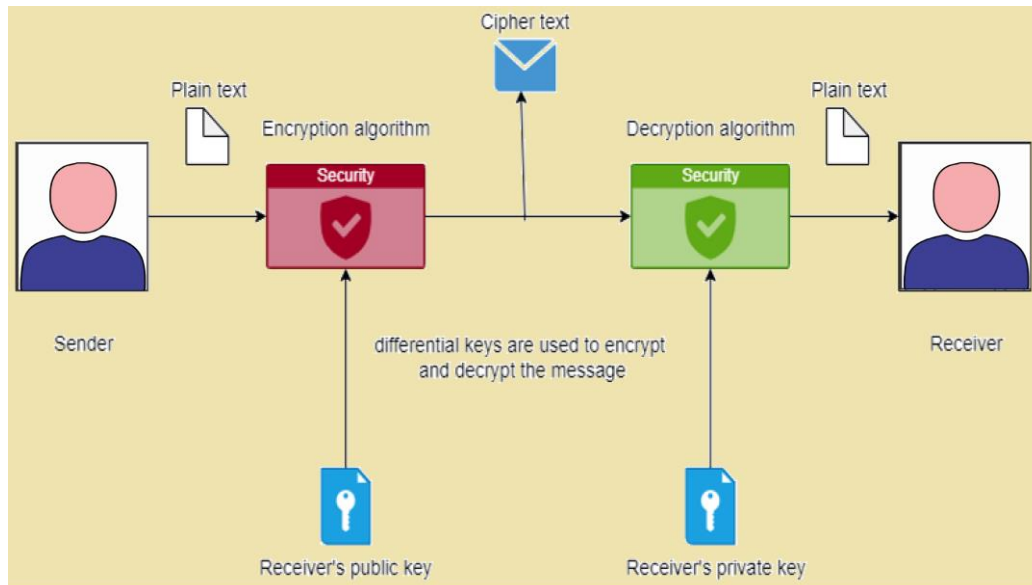 Cipher text
Plain text
Plain text
Encryption algorithm
Decryption algorithm
Security
Security
Sender
differential keys are used to encrypt
and decrypt the message
Receiver
Receiver's public key
Receiver's private key